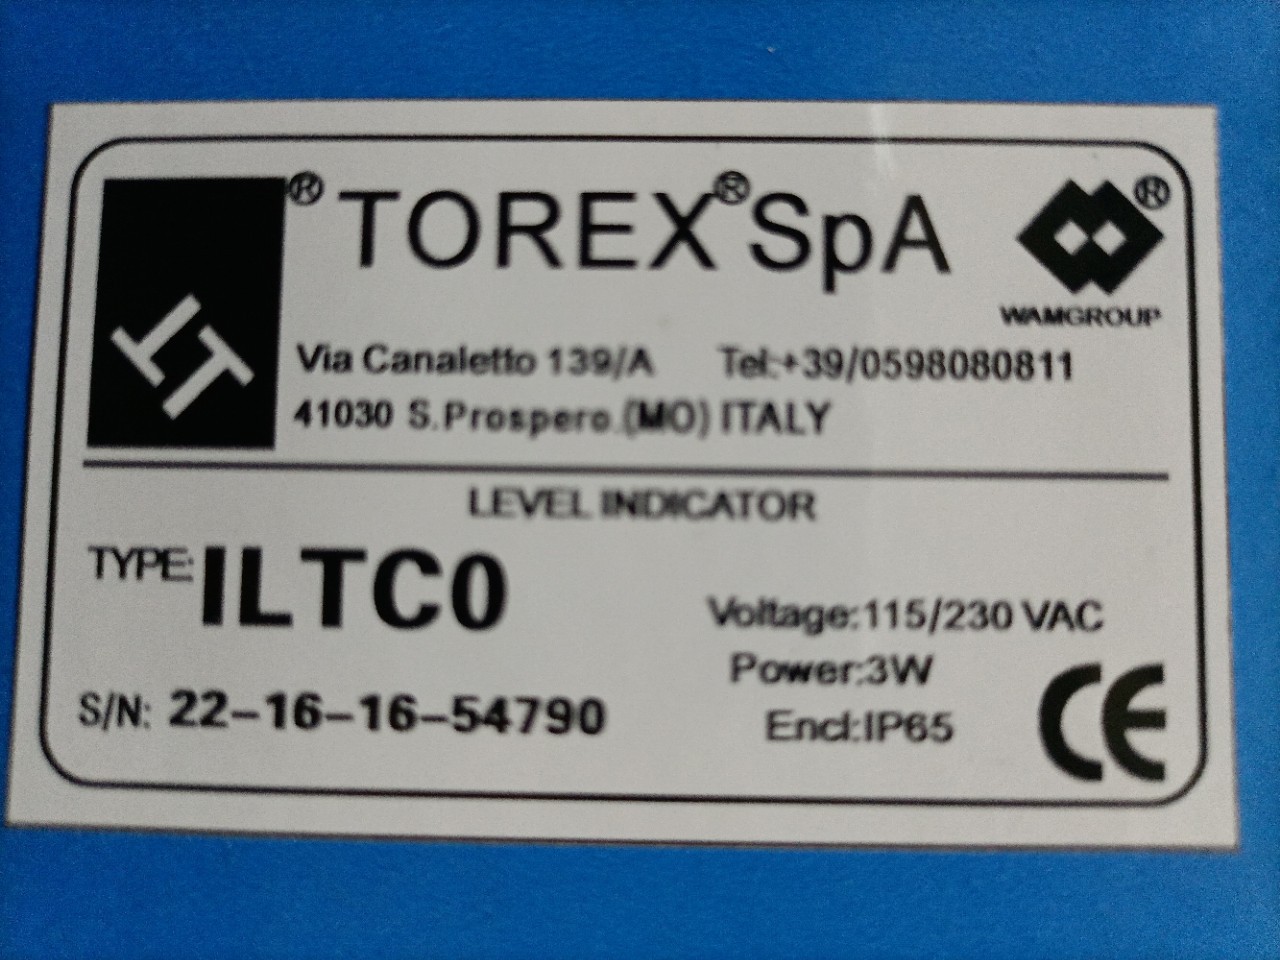 ® TOREX® SpA ®
WAMGROUP
Via Canaletto 139/A Tel:+39/0598080811
41030 S.Prospero.(MO) ITALY
LEVEL INDICATOR
TYPE: ILTC0
Voltage:115/230 VAC
Power:3W
S/N: 22-16-16-54790
Encl:IP65
CE